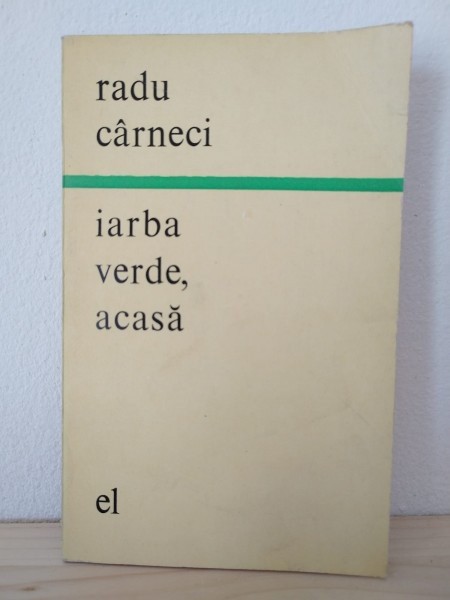 radu
cârneci
iarba
verde,
acasă
el